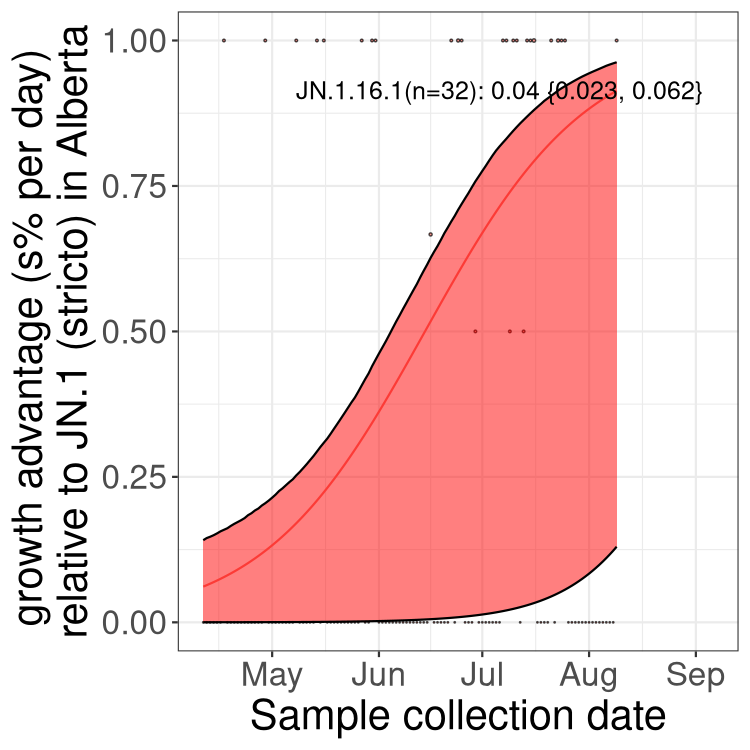 growth advantage (s% per day)
relative to JN.1 (stricto) in Alberta
1.00
0.75
0.50
0.25
0.00
JN.1.16.1(n=32): 0.04 {0.023, 0.062}
May Jun Jul Aug Sep
Sample collection date